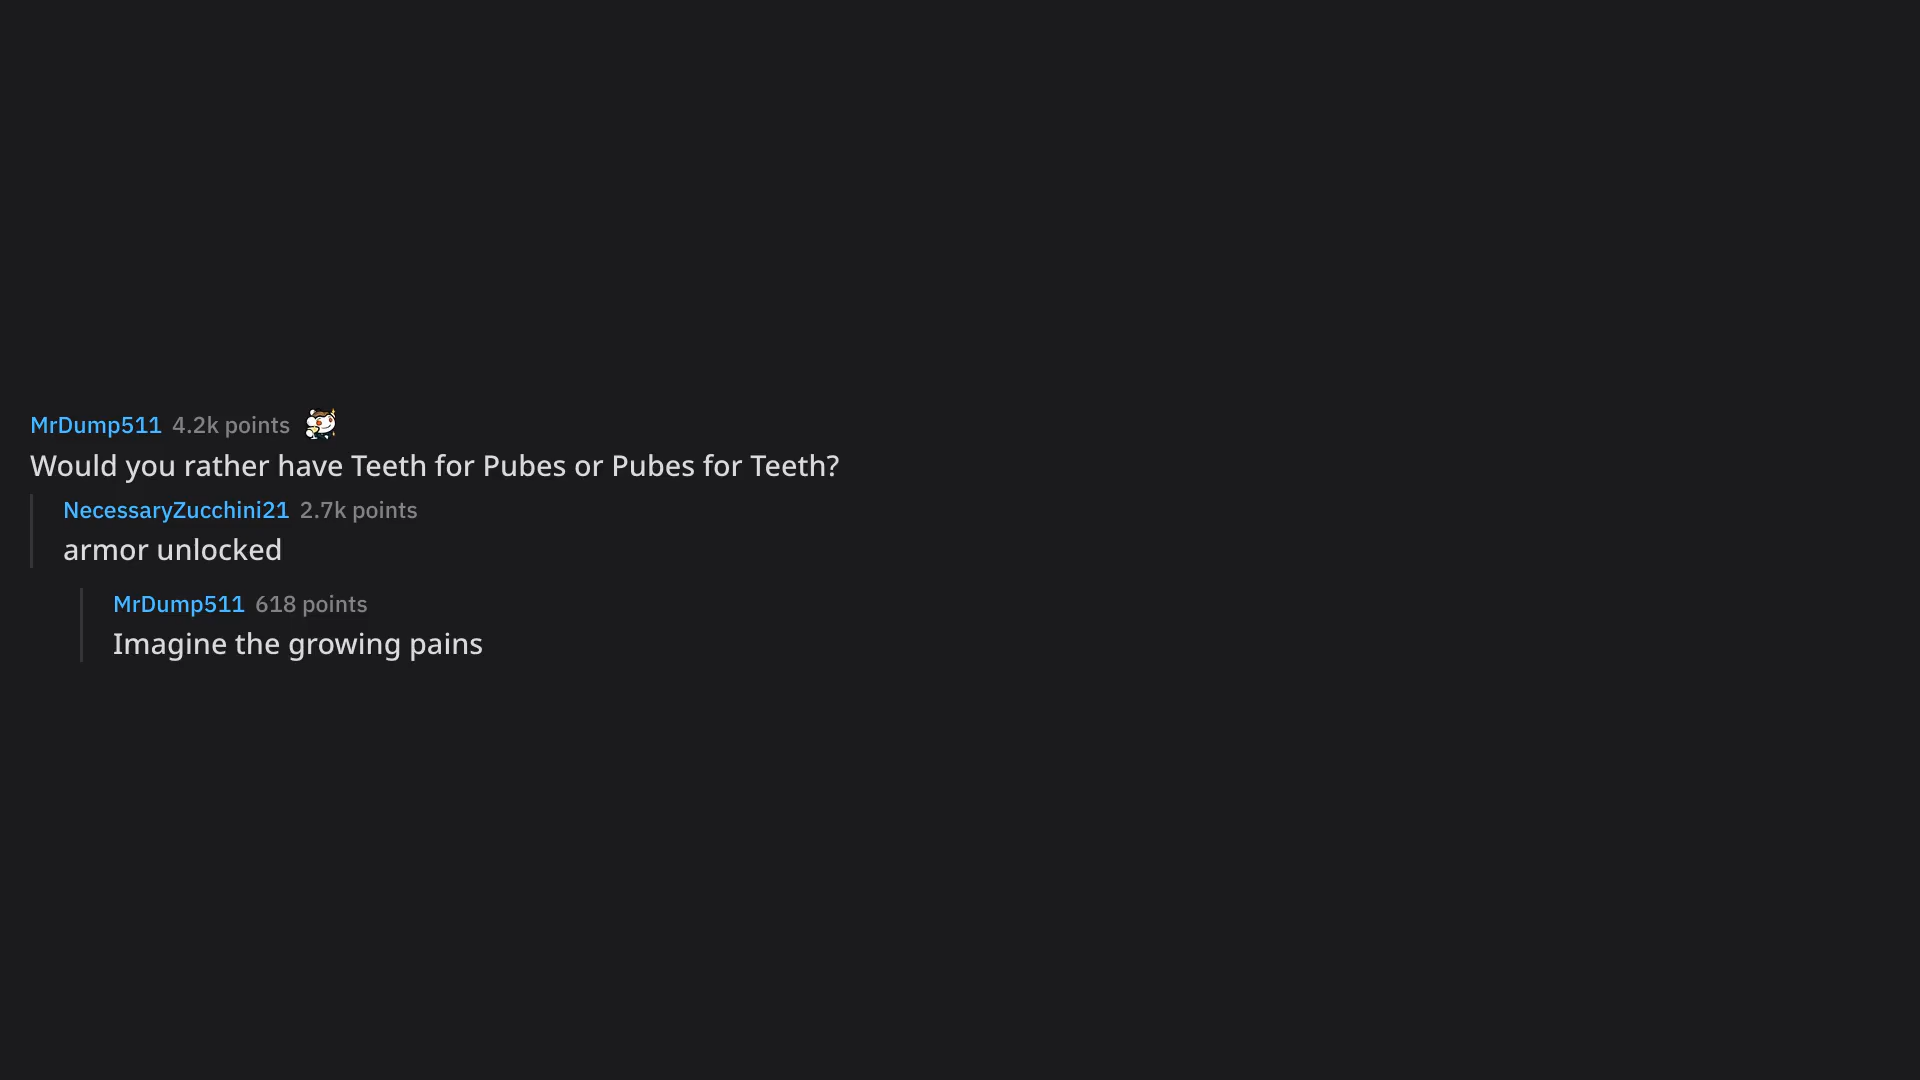 MrDump511 4.2k points
Would you rather have Teeth for Pubes or Pubes for Teeth?
NecessaryZucchini21 2.7k points
armor unlocked
MrDump511 618 points
Imagine the growing pains